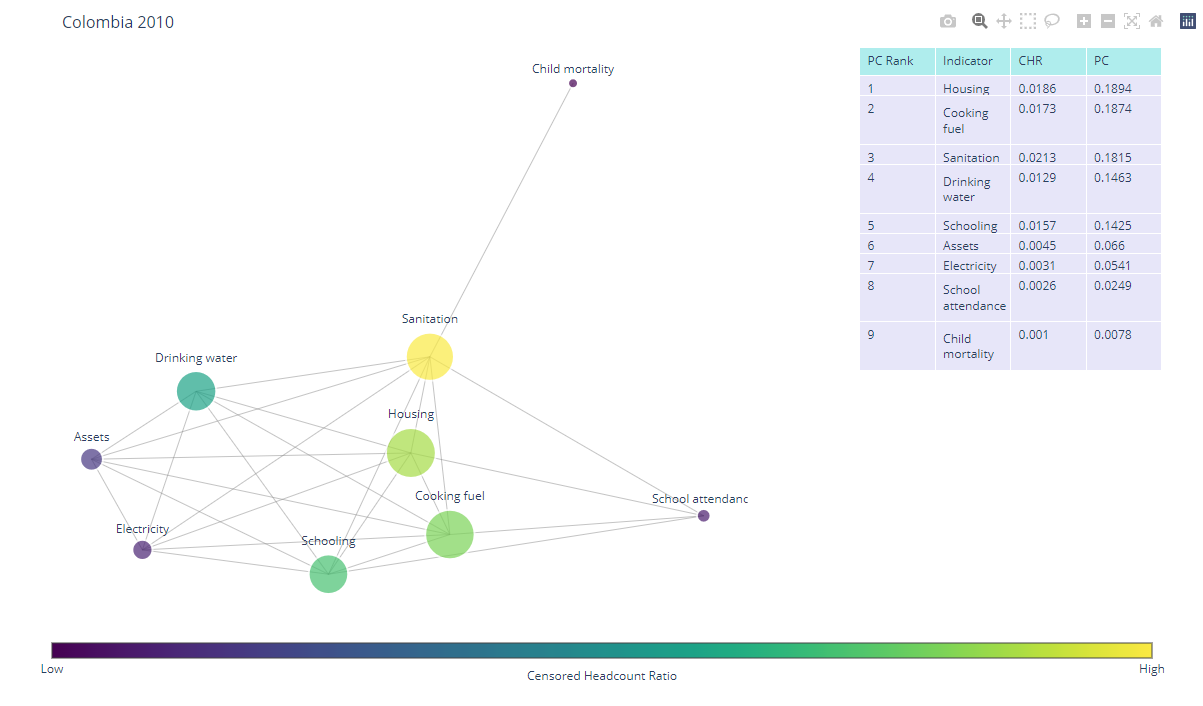 Colombia 2010
PC Rank Indicator CHR PC
1 Housing 0.0186 0.1894
2 Cooking fuel 0.0173 0.1874
3 Sanitation 0.0213 0.1815
4 Drinking water 0.0129 0.1463
5 Schooling 0.0157 0.1425
6 Assets 0.0045 0.066
7 Electricity 0.0031 0.0541
8 School attendance 0.0026 0.0249
9 Child mortality 0.001 0.0078
Child mortality
Sanitation
Drinking water
Housing
Assets
Cooking fuel
School attendanc
Electricity
Schooling
Low
High
Censored Headcount Ratio